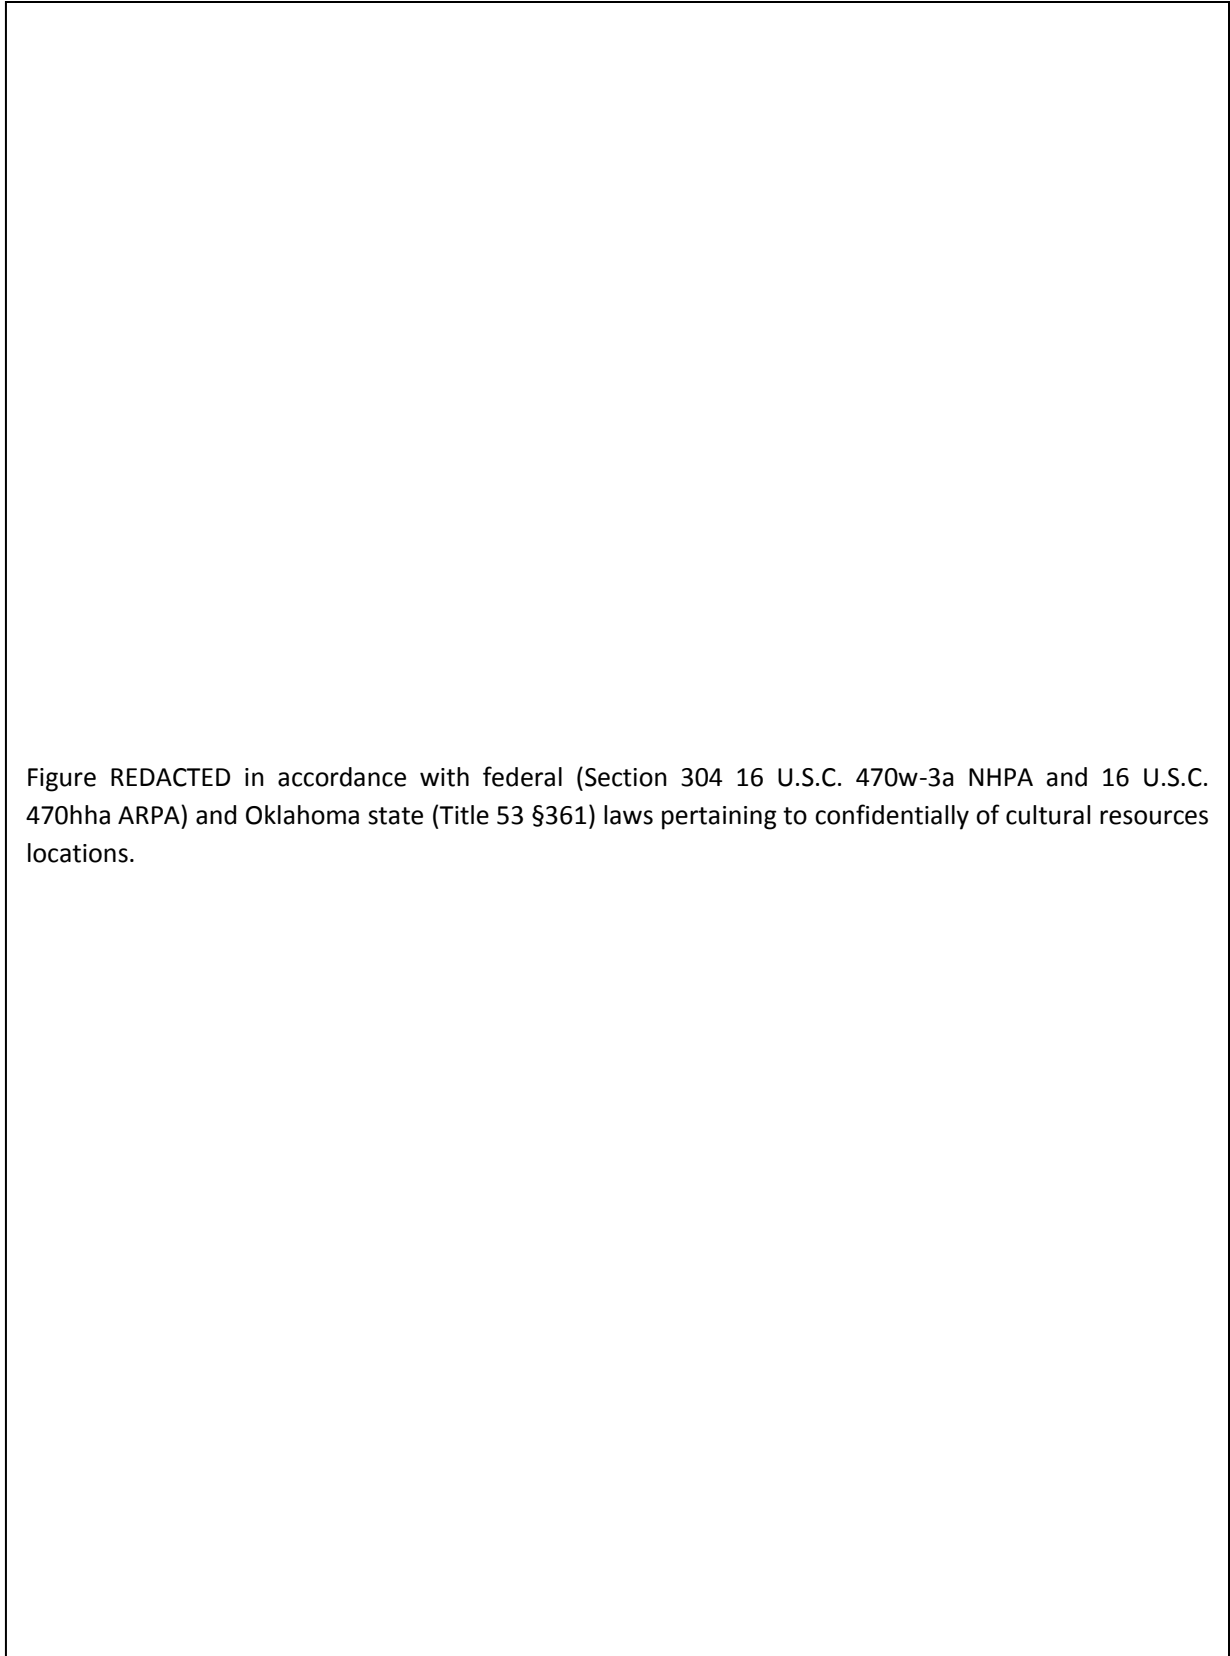 Figure REDACTED in accordance with federal (Section 304 16 U.S.C. 470w-3a NHPA and 16 U.S.C.
470hha ARPA) and Oklahoma state (Title 53 §361) laws pertaining to confidentially of cultural resources
locations.